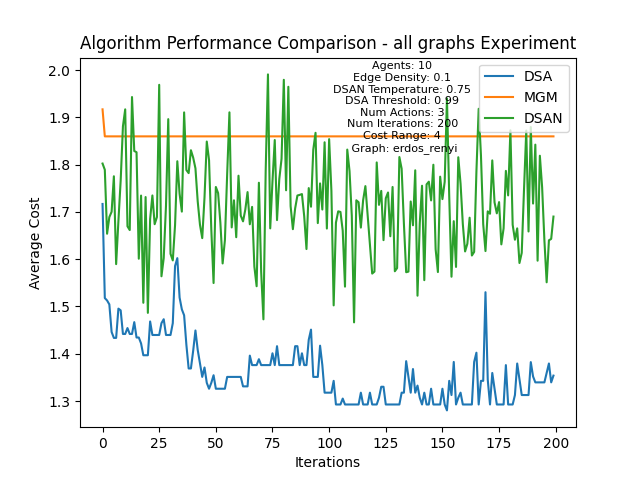 Algorithm Performance Comparison - all graphs Experiment
Agents: 10
Edge Density: 0.1
DSAN Temperature: 0.75
DSA Threshold: 0.99
Num Actions: 3
Num Iterations: 200
Cost Range: 4
Graph: erdos_renyi
DSA
MGM
DSAN
2.0
1.9
1.8
1.7
1.6
1.5
1.4
1.3
Average Cost
0
25
50
75
100
125
150
175
200
Iterations